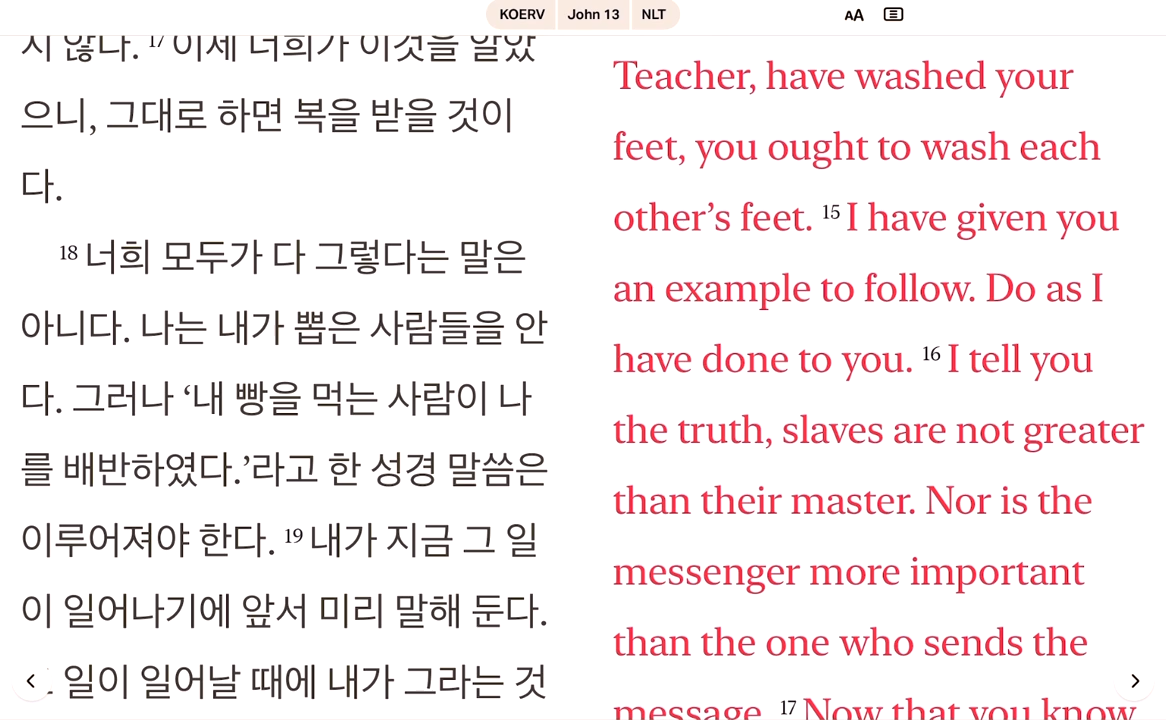 KOERV John 13 NLT
AA
지 않다. 17 이제 너희가 이것을 알았
으니, 그대로 하면 복을 받을 것이
다.
18 너희 모두가 다 그렇다는 말은
아니다. 나는 내가 뽑은 사람들을 안
다. 그러나 ‘내 빵을 먹는 사람이 나
를 배반하였다.’라고 한 성경 말씀은
이루어져야 한다. 19 내가 지금 그 일
이 일어나기에 앞서 미리 말해 둔다.
일이 일어날 때에 내가 그라는 것
Teacher, have washed your
feet, you ought to wash each
other’s feet. 15 I have given you
an example to follow. Do as I
have done to you. 16 I tell you
the truth, slaves are not greater
than their master. Nor is the
messenger more important
than the one who sends the
message. 17 Now that you know